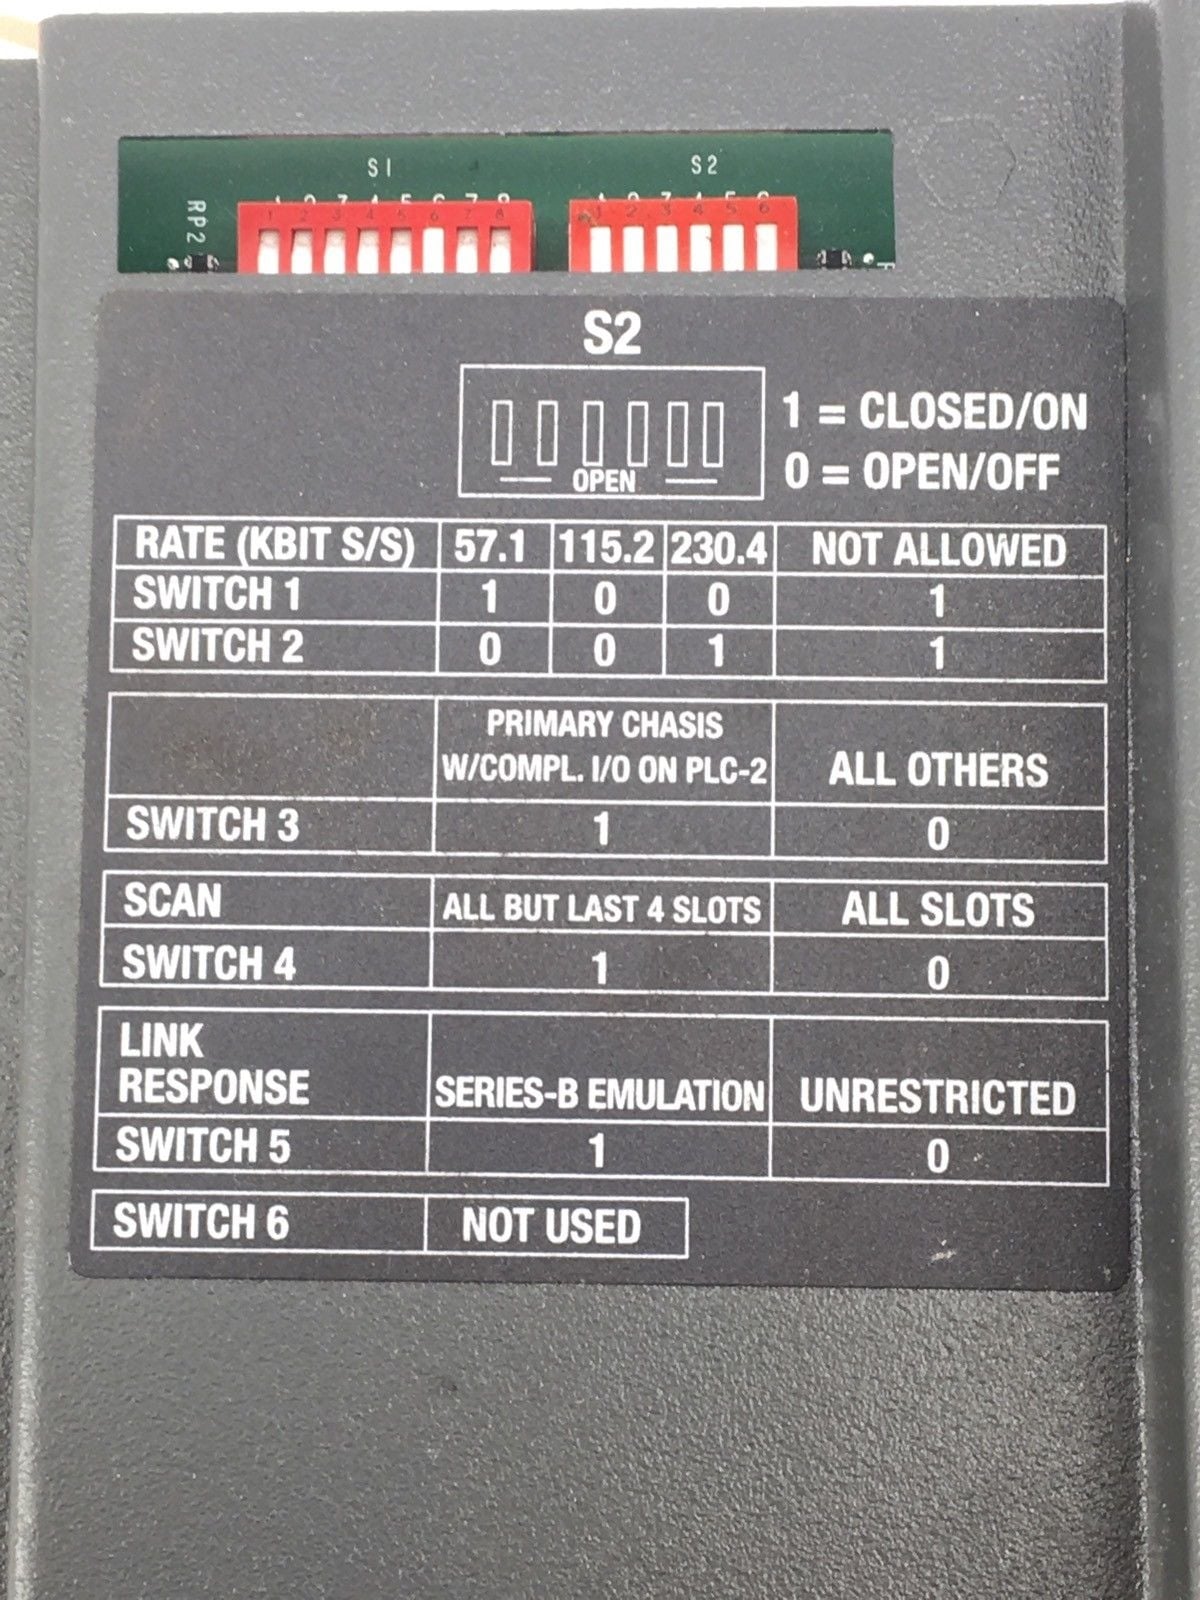 S1 S2
RP2
1 2 3 4 5 6 7 8 1 2 3 4 5 6
S2
OPEN
1 = CLOSED/ON
0 = OPEN/OFF
RATE (KBIT S/S) 57.1 115.2 230.4 NOT ALLOWED
SWITCH 1 1 0 0 1
SWITCH 2 0 0 1 1
PRIMARY CHASIS
W/COMPL. I/O ON PLC-2 ALL OTHERS
SWITCH 3 1 0
SCAN ALL BUT LAST 4 SLOTS ALL SLOTS
SWITCH 4 1 0
LINK
RESPONSE SERIES-B EMULATION UNRESTRICTED
SWITCH 5 1 0
SWITCH 6 NOT USED